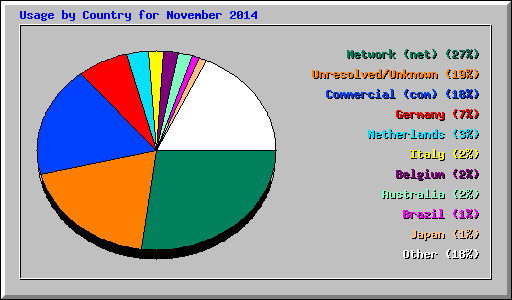 Usage by Country for November 2014
Network (net) (27%)
Unresolved/Unknown (19%)
Commercial (com) (18%)
Germany (7%)
Netherlands (3%)
Italy (2%)
Belgium (2%)
Australia (2%)
Brazil (1%)
Japan (1%)
Other (18%)